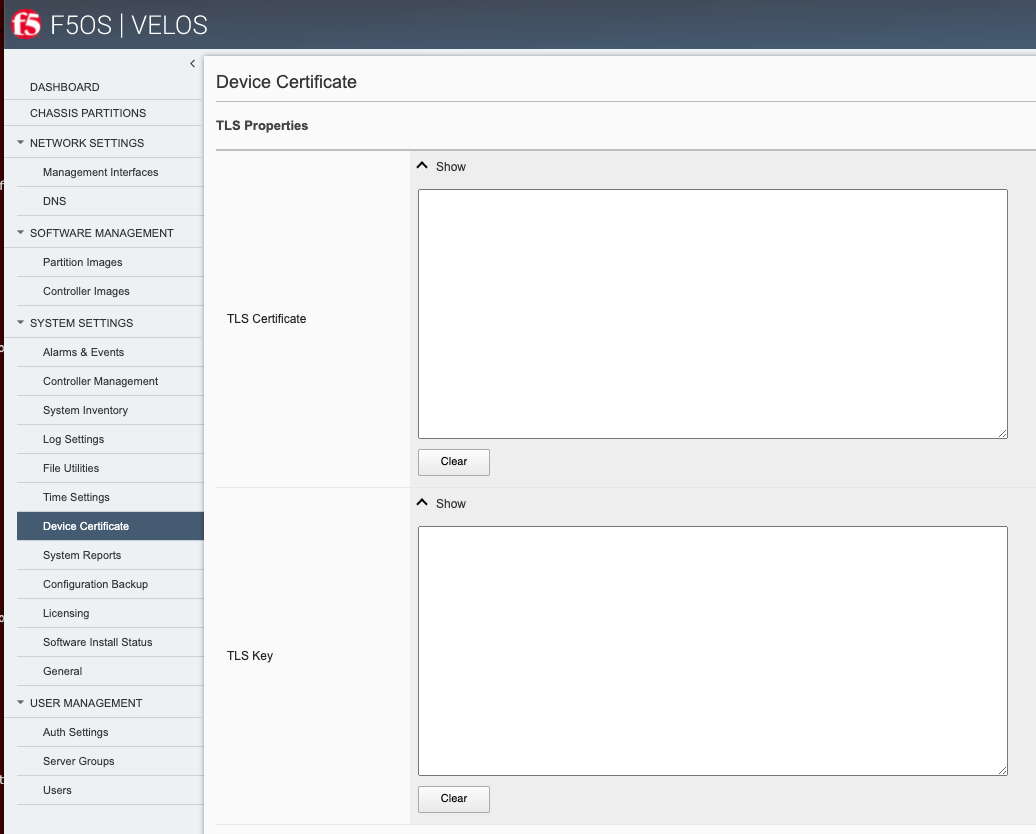 f5 F5OS | VELOS
DASHBOARD
CHASSIS PARTITIONS
NETWORK SETTINGS
Management Interfaces
DNS
SOFTWARE MANAGEMENT
Partition Images
Controller Images
SYSTEM SETTINGS
Alarms & Events
Controller Management
System Inventory
Log Settings
File Utilities
Time Settings
Device Certificate
System Reports
Configuration Backup
Licensing
Software Install Status
General
USER MANAGEMENT
Auth Settings
Server Groups
Users
Device Certificate
TLS Properties
Show
TLS Certificate
Clear
Show
TLS Key
Clear